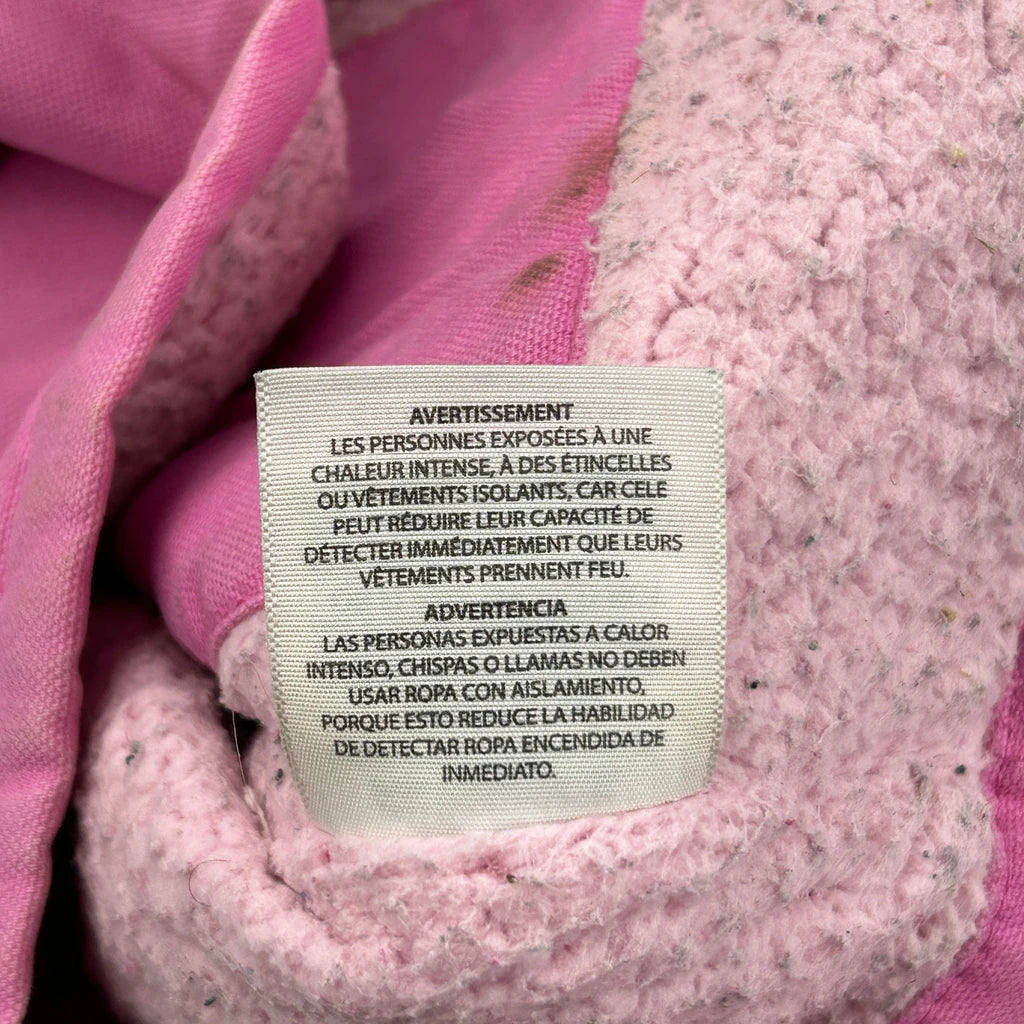 AVERTISSEMENT
LES PERSONNES EXPOSÉES À UNE
CHALEUR INTENSE, À DES ÉTINCELLES
OU VÊTEMENTS ISOLANTS, CAR CELE
PEUT RÉDUIRE LEUR CAPACITÉ DE
DÉTECTER IMMÉDIATEMENT QUE LEURS
VÊTEMENTS PRENNENT FEU.
ADVERTENCIA
LAS PERSONAS EXPUESTAS A CALOR
INTENSO, CHISPAS O LLAMAS NO DEBEN
USAR ROPA CON AISLAMIENTO,
PORQUE ESTO REDUCE LA HABILIDAD
DE DETECTAR ROPA ENCENDIDA DE
INMEDIATO.